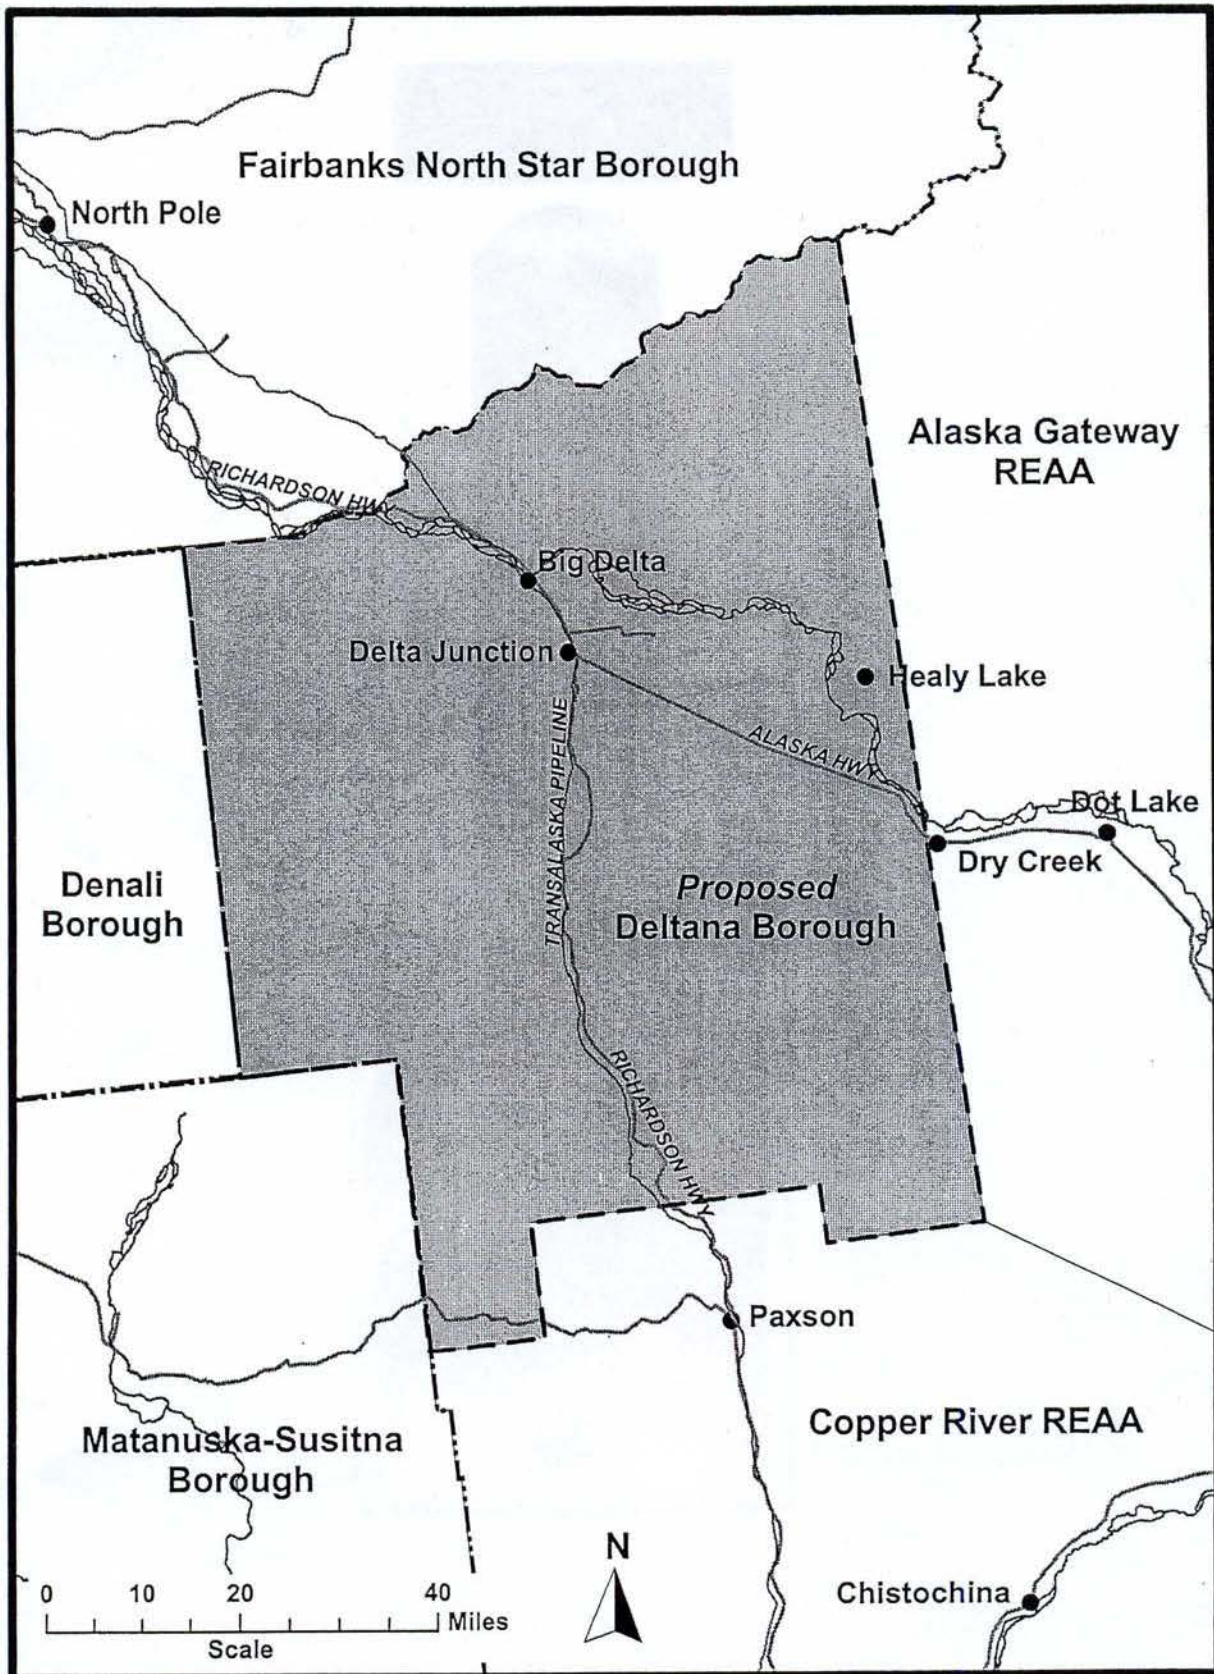 Fairbanks North Star Borough
North Pole
Alaska Gateway
REAA
RICHARDSON HWY
Big Delta
Delta Junction
Healy Lake
ALASKA HWY
TRANSALASKA PIPELINE
Dot Lake
Dry Creek
Denali
Borough
Proposed
Deltana Borough
RICHARDSON HWY
Paxson
Copper River REAA
Matanuska-Susitna
Borough
N
Chistochina
0 10 20 40
Miles
Scale